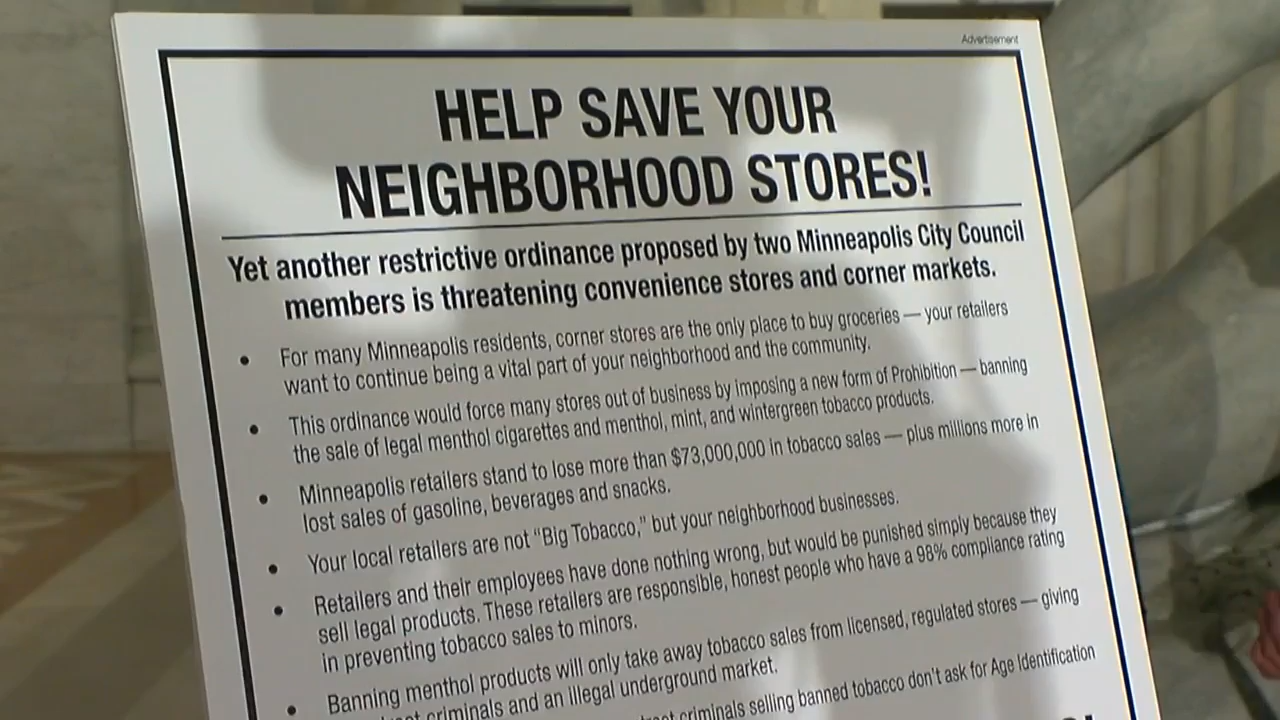 Advertisement
HELP SAVE YOUR
NEIGHBORHOOD STORES!
Yet another restrictive ordinance proposed by two Minneapolis City Council
members is threatening convenience stores and corner markets.
• For many Minneapolis residents, corner stores are the only place to buy groceries — your retailers
want to continue being a vital part of your neighborhood and the community.
• This ordinance would force many stores out of business by imposing a new form of Prohibition — banning
the sale of legal menthol cigarettes and menthol, mint, and wintergreen tobacco products.
• Minneapolis retailers stand to lose more than $73,000,000 in tobacco sales — plus millions more in
lost sales of gasoline, beverages and snacks.
• Your local retailers are not “Big Tobacco,” but your neighborhood businesses.
• Retailers and their employees have done nothing wrong, but would be punished simply because they
sell legal products. These retailers are responsible, honest people who have a 98% compliance rating
in preventing tobacco sales to minors.
• Banning menthol products will only take away tobacco sales from licensed, regulated stores — giving
criminals and an illegal underground market.
criminals selling banned tobacco don't ask for Age Identification